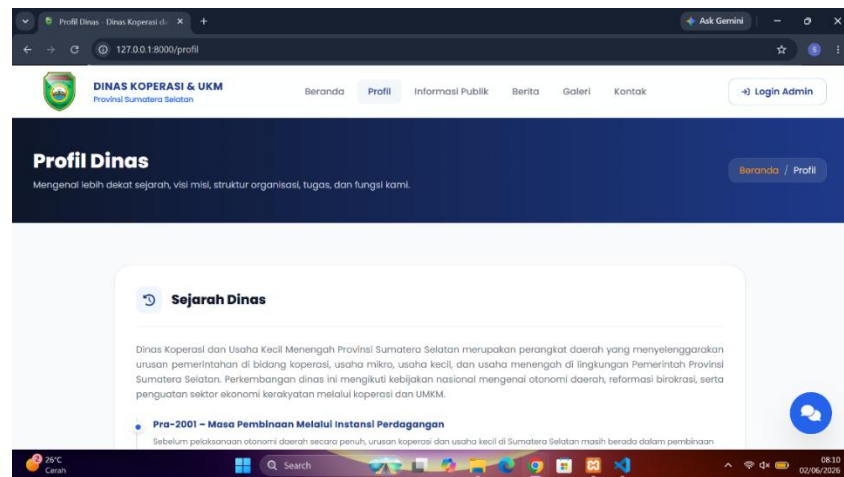 Profil Dinas - Dinas Koperasi d
Ask Gemini
127.0.0.1:8000/profil
S
DINAS KOPERASI & UKM
Provinsi Sumatera Selatan
Beranda Profil Informasi Publik Berita Galeri Kontak
Login Admin
Profil Dinas
Mengenal lebih dekat sejarah, visi misi, struktur organisasi, tugas, dan fungsi kami.
Beranda / Profil
Sejarah Dinas
Dinas Koperasi dan Usaha Kecil Menengah Provinsi Sumatera Selatan merupakan perangkat daerah yang menyelenggarakan
urusan pemerintahan di bidang koperasi, usaha mikro, usaha kecil, dan usaha menengah di lingkungan Pemerintah Provinsi
Sumatera Selatan. Perkembangan dinas ini mengikuti kebijakan nasional mengenai otonomi daerah, reformasi birokrasi, serta
penguatan sektor ekonomi kerakyatan melalui koperasi dan UMKM.
Pra-2001 – Masa Pembinaan Melalui Instansi Perdagangan
Sebelum pelaksanaan otonomi daerah secara penuh, urusan koperasi dan usaha kecil di Sumatera Selatan masih berada dalam pembinaan
2
26°C
Cerah
Search
08:10
02/06/2026